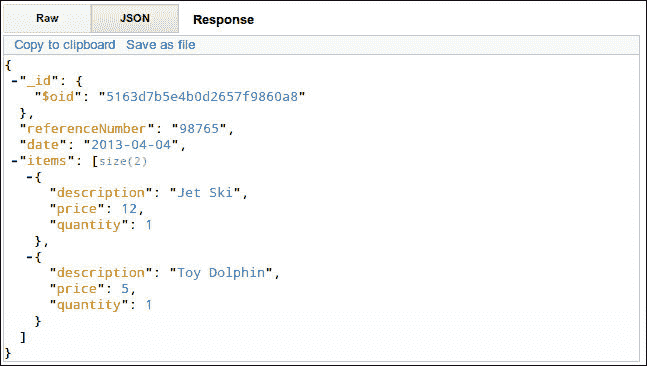 Raw JSON Response
Copy to clipboard Save as file
{
-"_id": {
"$oid": "5163d7b5e4b0d2657f9860a8"
},
"referenceNumber": "98765",
"date": "2013-04-04",
-"items": [size(2)
-{
"description": "Jet Ski",
"price": 12,
"quantity": 1
},
-{
"description": "Toy Dolphin",
"price": 5,
"quantity": 1
}
]
}